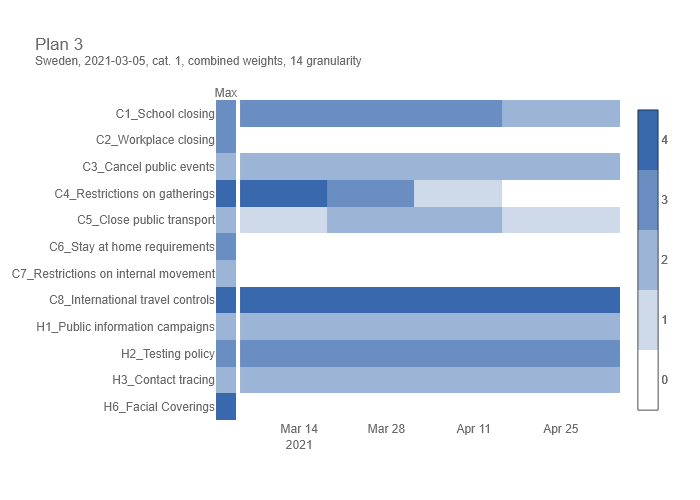 Plan 3
Sweden, 2021-03-05, cat. 1, combined weights, 14 granularity
Max
C1_School closing
C2_Workplace closing
C3_Cancel public events
C4_Restrictions on gatherings
C5_Close public transport
C6_Stay at home requirements
C7_Restrictions on internal movement
C8_International travel controls
H1_Public information campaigns
H2_Testing policy
H3_Contact tracing
H6_Facial Coverings
Mar 14
2021
Mar 28
Apr 11
Apr 25
4
3
2
1
0